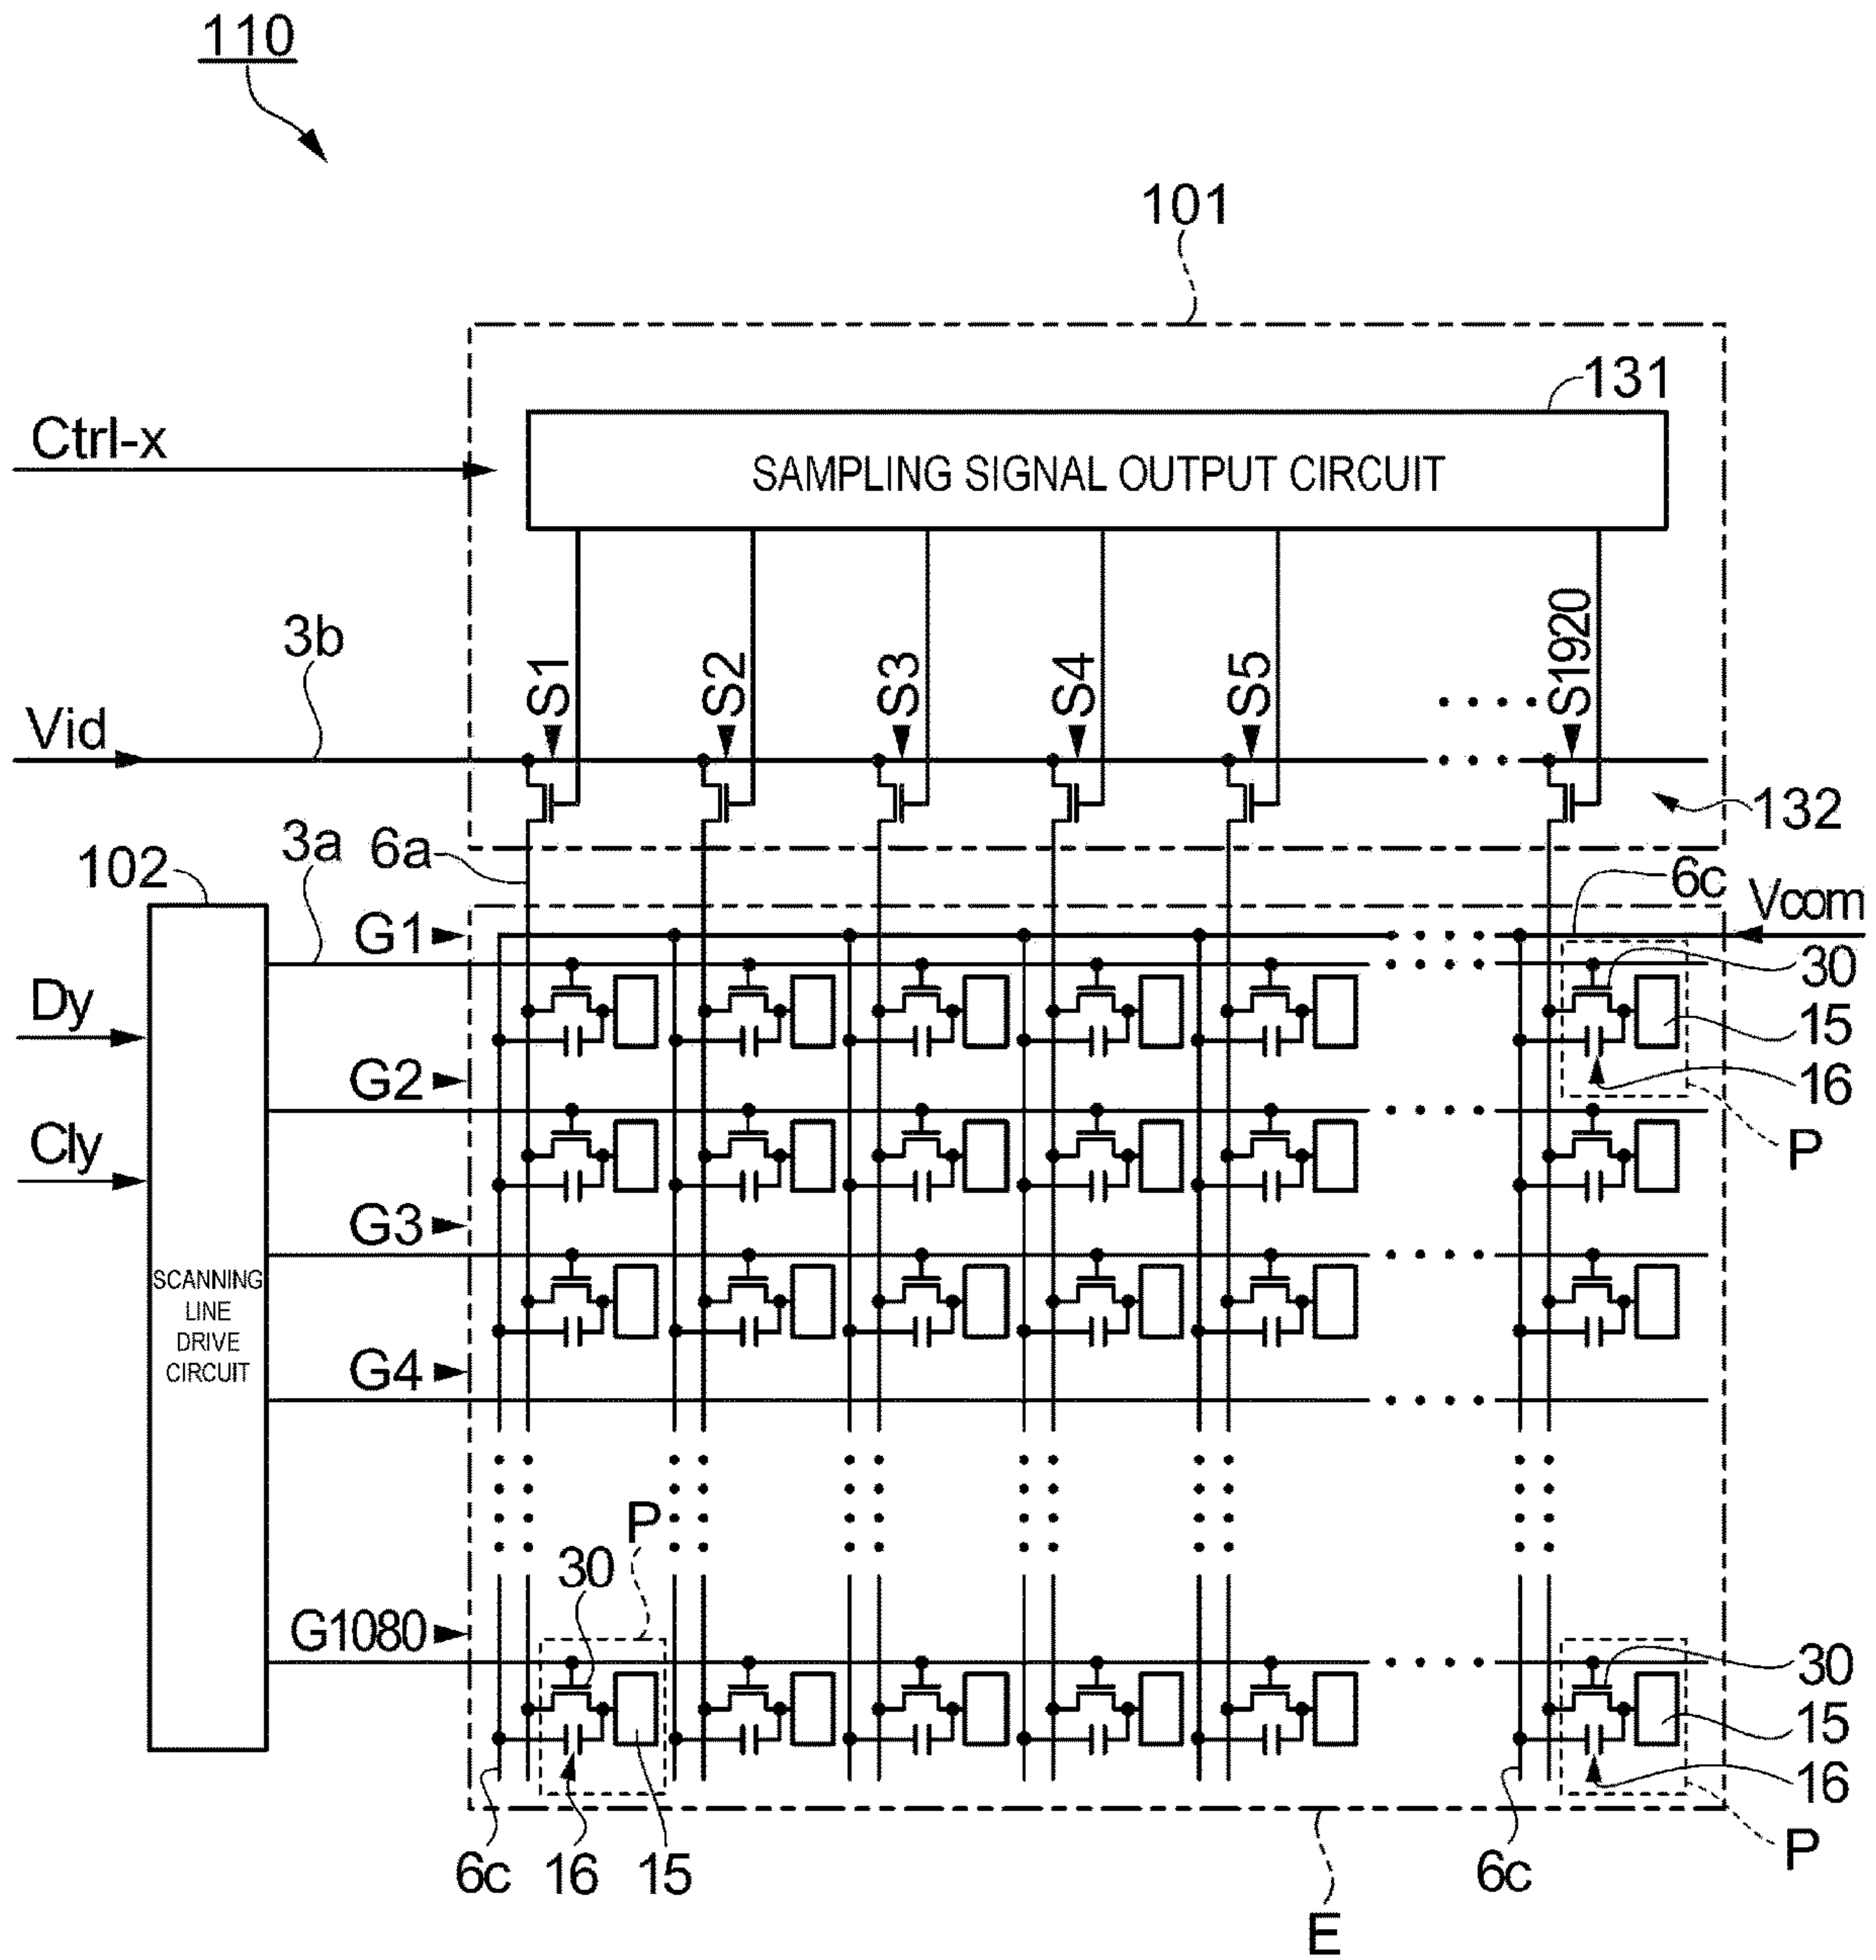 110
101
131
Ctrl-x
SAMPLING SIGNAL OUTPUT CIRCUIT
3b
Vid
S1
S2
S3
S4
S5
S1920
132
102
3a
6a
6c
Vcom
G1
30
Dy
15
G2
16
Cly
P
G3
SCANNING
LINE
DRIVE
CIRCUIT
G4
P
30
G1080
30
15
16
6c
16
15
6c
P
E